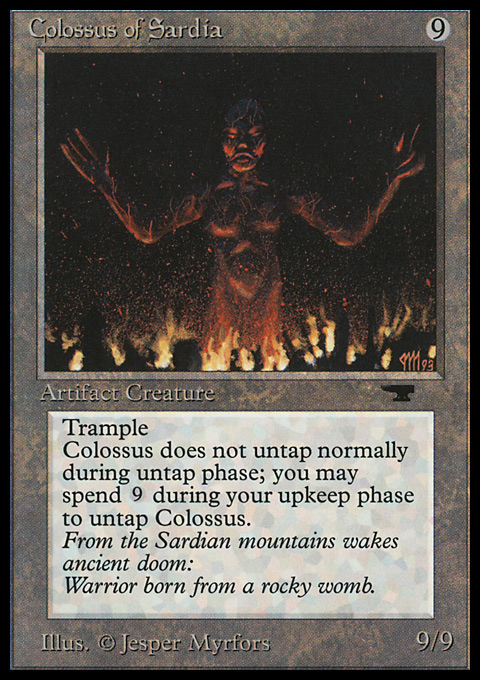 Colossus of Sardia 9
JM93
Artifact Creature
Trample
Colossus does not untap normally
during untap phase; you may
spend 9 during your upkeep phase
to untap Colossus.
From the Sardian mountains wakes
ancient doom:
Warrior born from a rocky womb.
Illus. © Jesper Myrfors 9/9